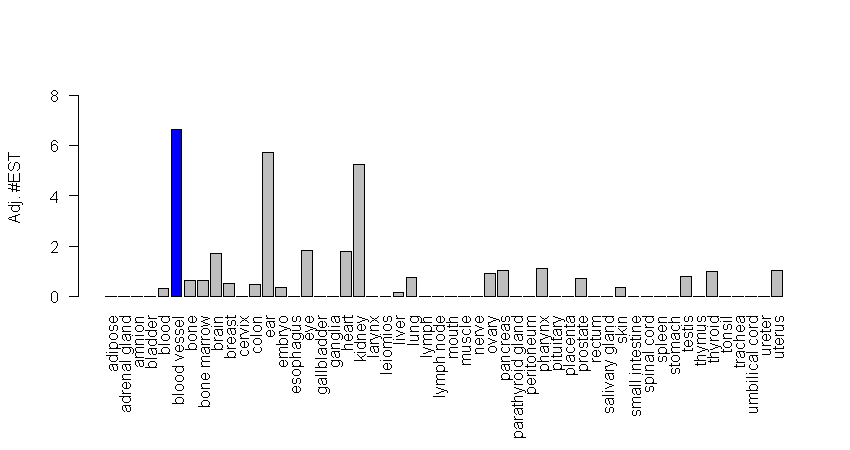 8
6
4
2
0
Adj. #EST
adipose
adrenal gland
amnion
bladder
blood
blood vessel
bone
bone marrow
brain
breast
cervix
colon
ear
embryo
esophagus
eye
gallbladder
ganglia
heart
kidney
larynx
leiomios
liver
lung
lymph
lymph node
mouth
muscle
nerve
ovary
pancreas
parathyroid gland
peritoneum
pharynx
pituitary
placenta
prostate
rectum
salivary gland
skin
small intestine
spinal cord
spleen
stomach
testis
thymus
thyroid
tonsil
trachea
umbilical cord
ureter
uterus